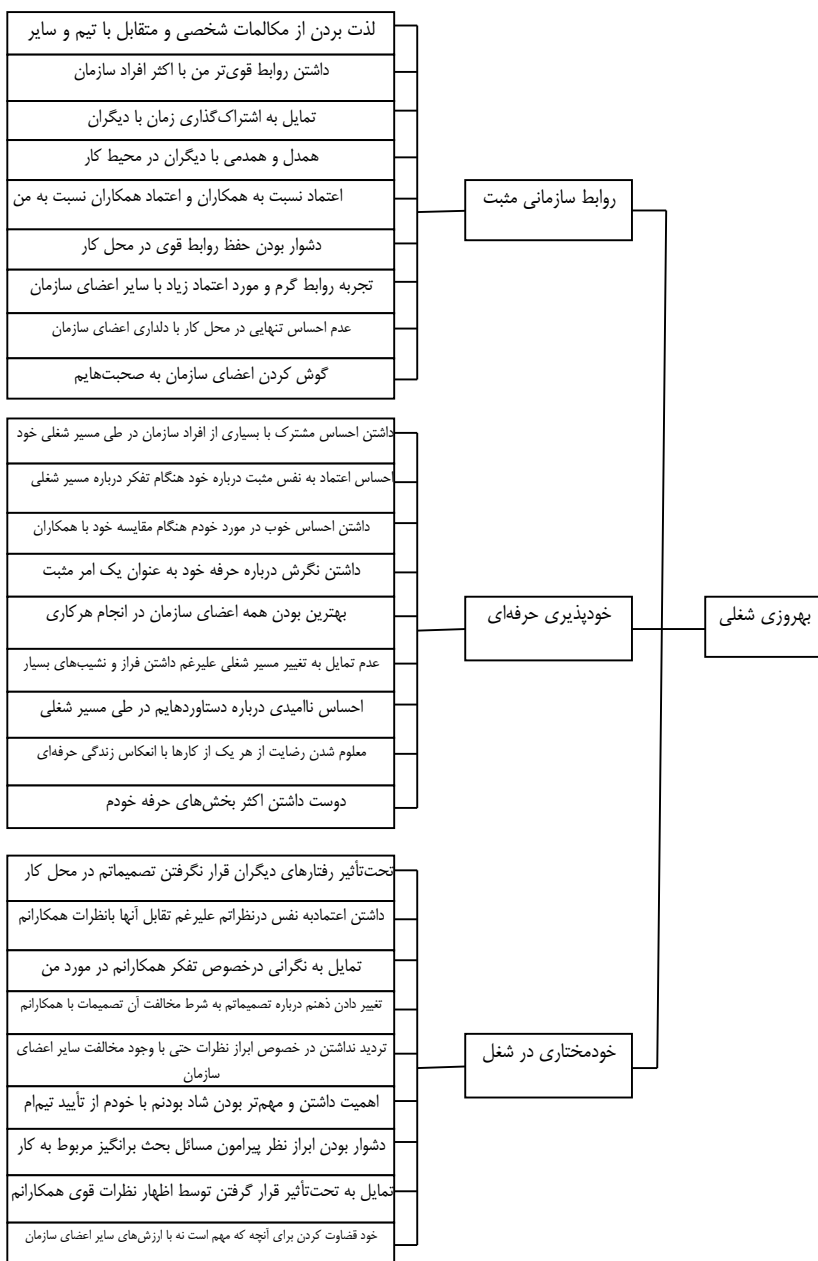 لذت بردن از مکالمات شخصی و متقابل با تیم و سایر
داشتن روابط قوی‌تر من با اکثر افراد سازمان
تمایل به اشتراک‌گذاری زمان با دیگران
همدل و همدمی با دیگران در محیط کار
اعتماد نسبت به همکاران و اعتماد همکاران نسبت به من
دشوار بودن حفظ روابط قوی در محل کار
تجربه روابط گرم و مورد اعتماد زیاد با سایر اعضای سازمان
عدم احساس تنهایی در محل کار با دلداری اعضای سازمان
گوش کردن اعضای سازمان به صحبت‌هایم
روابط سازمانی مثبت
داشتن احساس مشترک با بسیاری از افراد سازمان در طی مسیر شغلی خود
احساس اعتماد به نفس مثبت درباره خود هنگام تفکر درباره مسیر شغلی
داشتن احساس خوب در مورد خودم هنگام مقایسه خود با همکاران
داشتن نگرش درباره حرفه خود به عنوان یک امر مثبت
بهترین بودن همه اعضای سازمان در انجام هرکاری
عدم تمایل به تغییر مسیر شغلی علیرغم داشتن فراز و نشیب‌های بسیار
احساس ناامیدی درباره دستاوردهایم در طی مسیر شغلی
معلوم شدن رضایت از هر یک از کارها با انعکاس زندگی حرفه‌ای
دوست داشتن اکثر بخش‌های حرفه خودم
خودپذیری حرفه‌ای
بهروزی شغلی
تحت‌تأثیر رفتارهای دیگران قرار نگرفتن تصمیماتم در محل کار
داشتن اعتمادبه نفس درنظراتم علیرغم تقابل آنها بانظرات همکارانم
تمایل به نگرانی درخصوص تفکر همکارانم در مورد من
تغییر دادن ذهنم درباره تصمیماتم به شرط مخالفت آن تصمیمات با همکارانم
تردید نداشتن در خصوص ابراز نظرات حتی با وجود مخالفت سایر اعضای
سازمان
اهمیت داشتن و مهم‌تر بودن شاد بودنم با خودم از تأیید تیم‌ام
دشوار بودن ابراز نظر پیرامون مسائل بحث برانگیز مربوط به کار
تمایل به تحت‌تأثیر قرار گرفتن توسط اظهار نظرات قوی همکارانم
خود قضاوت کردن برای آنچه که مهم است نه با ارزش‌های سایر اعضای سازمان
خودمختاری در شغل